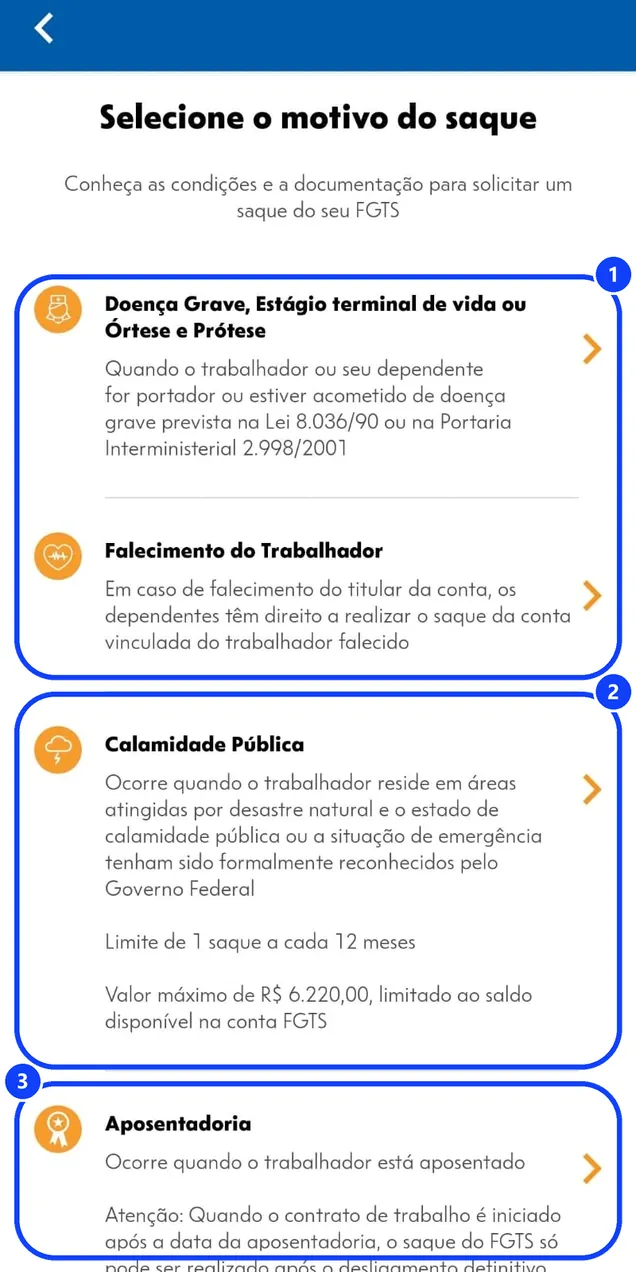 Selecione o motivo do saque
Conheça as condições e a documentação para solicitar um
saque do seu FGTS
1
Doença Grave, Estágio terminal de vida ou
Órtese e Prótese
Quando o trabalhador ou seu dependente
for portador ou estiver acometido de doença
grave prevista na Lei 8.036/90 ou na Portaria
Interministerial 2.998/2001
Falecimento do Trabalhador
Em caso de falecimento do titular da conta, os
dependentes têm direito a realizar o saque da conta
vinculada do trabalhador falecido
2
Calamidade Pública
Ocorre quando o trabalhador reside em áreas
atingidas por desastre natural e o estado de
calamidade pública ou a situação de emergência
tenham sido formalmente reconhecidos pelo
Governo Federal
Limite de 1 saque a cada 12 meses
Valor máximo de R$ 6.220,00, limitado ao saldo
disponível na conta FGTS
3
Aposentadoria
Ocorre quando o trabalhador está aposentado
Atenção: Quando o contrato de trabalho é iniciado
após a data da aposentadoria, o saque do FGTS só
pode ser realizado após o desligamento definitivo